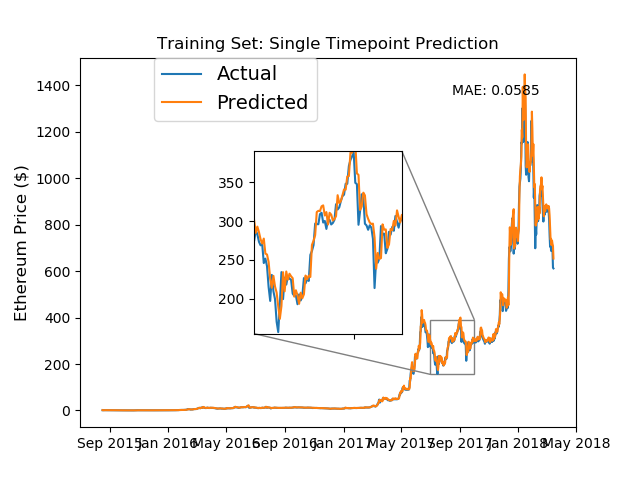 Training Set: Single Timepoint Prediction
Actual
Predicted
MAE: 0.0585
Ethereum Price ($)
1400
1200
1000
800
600
400
200
0
350
300
250
200
Sep 2015 Jan 2016 May 2016 Sep 2016 Jan 2017 May 2017 Sep 2017 Jan 2018 May 2018